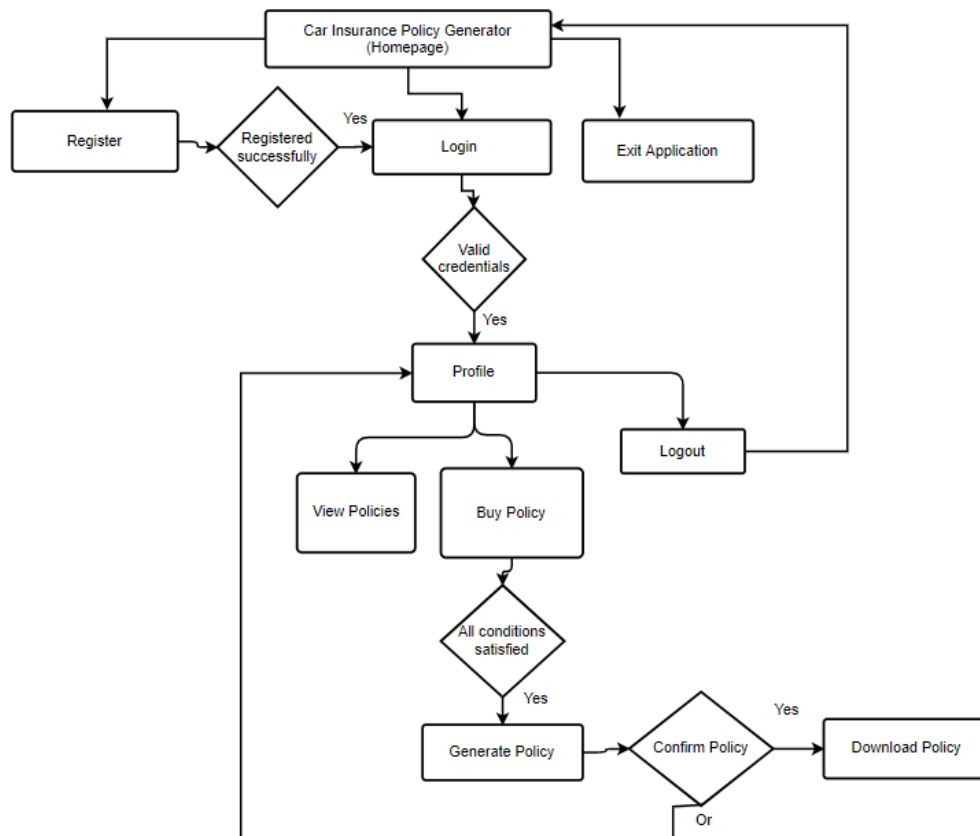 Car Insurance Policy Generator
(Homepage)
Register
Registered
successfully
Yes
Login
Exit Application
Valid
credentials
Yes
Profile
Logout
View Policies
Buy Policy
All conditions
satisfied
Yes
Generate Policy
Confirm Policy
Yes
Download Policy
Or